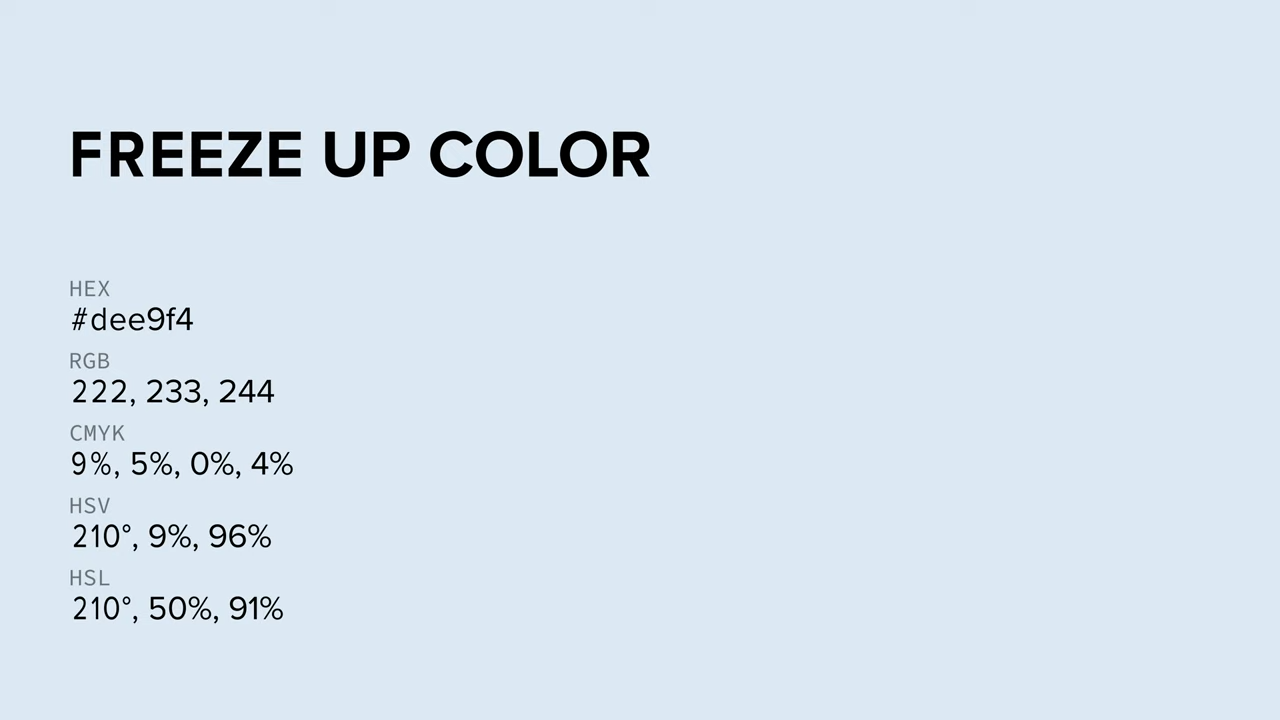 FREEZE UP COLOR
HEX
#dee9f4
RGB
222, 233, 244
CMYK
9%, 5%, 0%, 4%
HSV
210°, 9%, 96%
HSL
210°, 50%, 91%